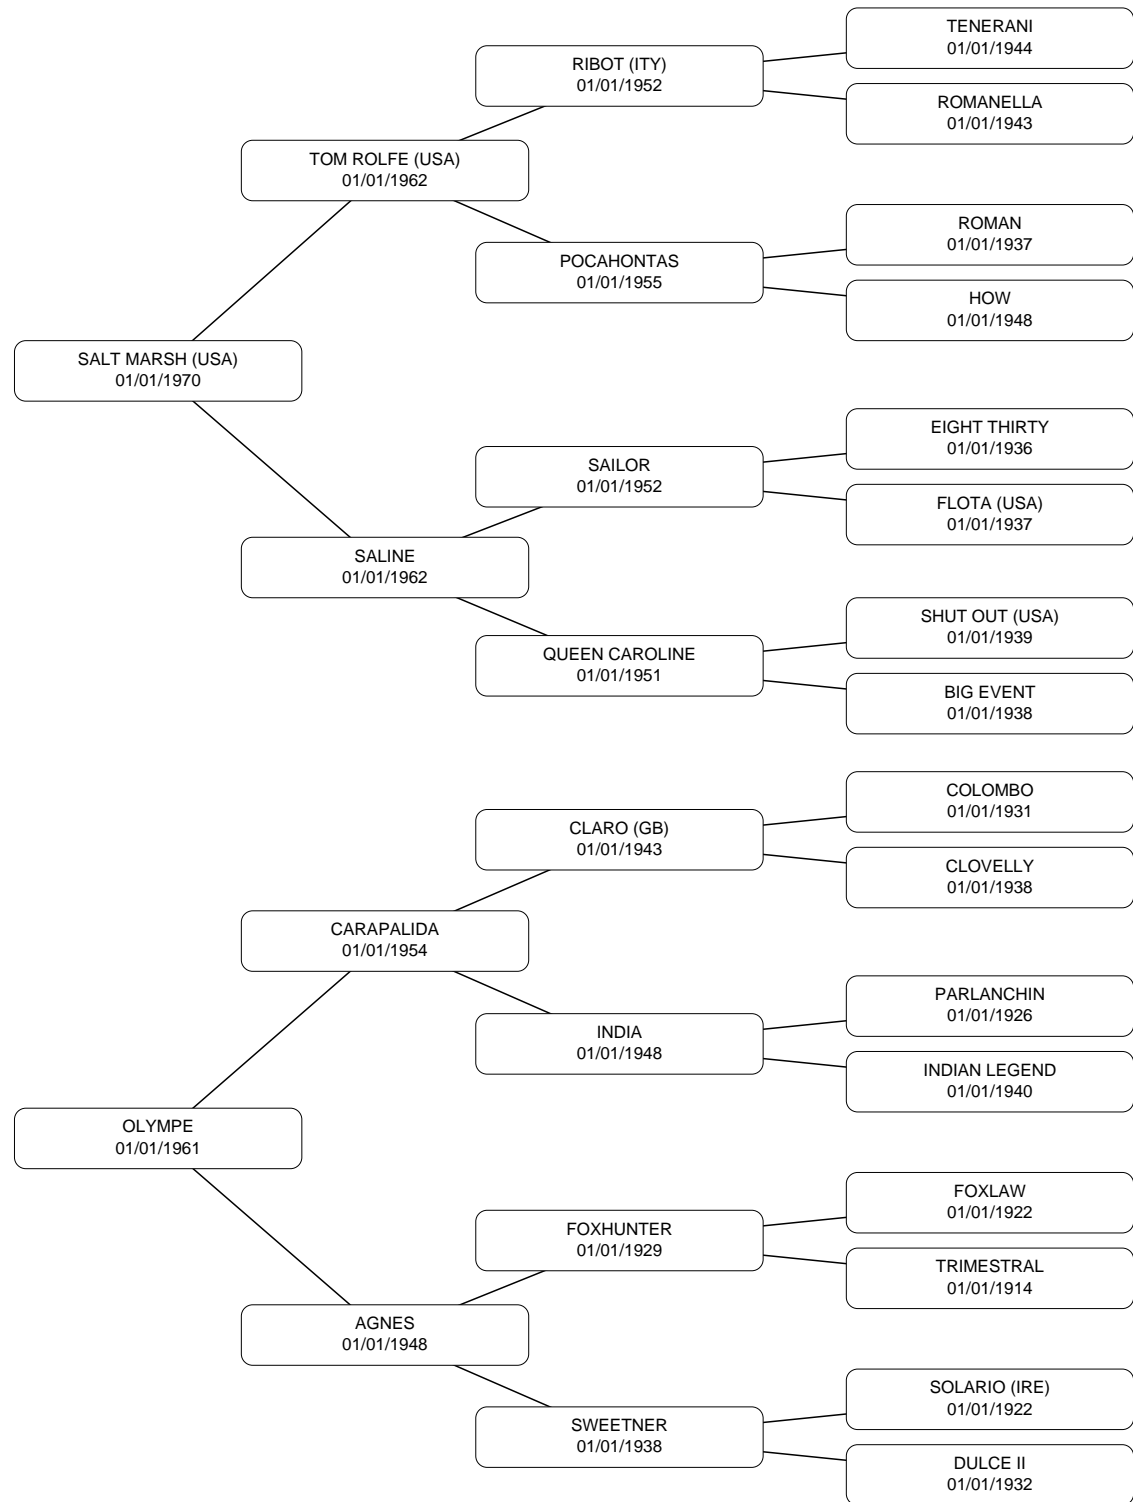 TENERANI
01/01/1944
RIBOT (ITY)
01/01/1952
ROMANELLA
01/01/1943
TOM ROLFE (USA)
01/01/1962
ROMAN
01/01/1937
POCAHONTAS
01/01/1955
HOW
01/01/1948
SALT MARSH (USA)
01/01/1970
EIGHT THIRTY
01/01/1936
SAILOR
01/01/1952
FLOTA (USA)
01/01/1937
SALINE
01/01/1962
SHUT OUT (USA)
01/01/1939
QUEEN CAROLINE
01/01/1951
BIG EVENT
01/01/1938
COLOMBO
01/01/1931
CLARO (GB)
01/01/1943
CLOVELLY
01/01/1938
CARAPALIDA
01/01/1954
PARLANCHIN
01/01/1926
INDIA
01/01/1948
INDIAN LEGEND
01/01/1940
OLYMPE
01/01/1961
FOXLAW
01/01/1922
FOXHUNTER
01/01/1929
TRIMESTRAL
01/01/1914
AGNES
01/01/1948
SOLARIO (IRE)
01/01/1922
SWEETNER
01/01/1938
DULCE II
01/01/1932